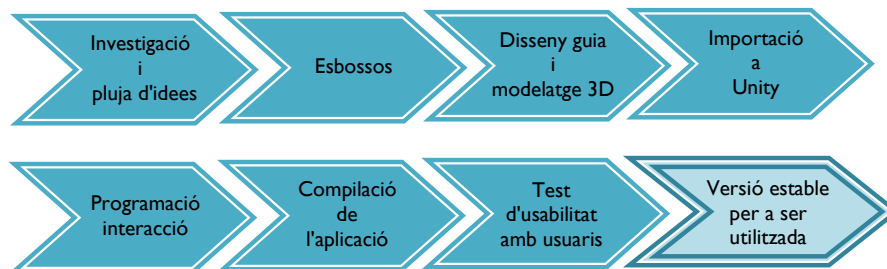 Investigació
i
pluja d'idees
Esbossos
Disseny guia
i
modelatge 3D
Importació
a
Unity
Programació
interacció
Compilació
de
l'aplicació
Test
d'usabilitat
amb usuaris
Versió estable
per a ser
utilitzada